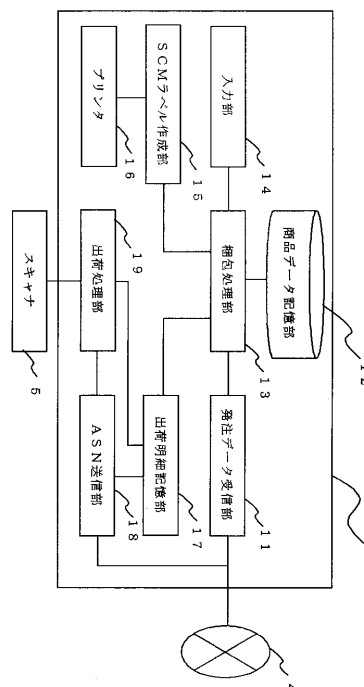 12
商品データ記憶部
入力部
14
梱包処理部
13
発注データ受信部
11
SCMラベル作成部
15
出荷明細記憶部
17
プリンタ
16
19
出荷処理部
ASN送信部
18
スキャナ
5